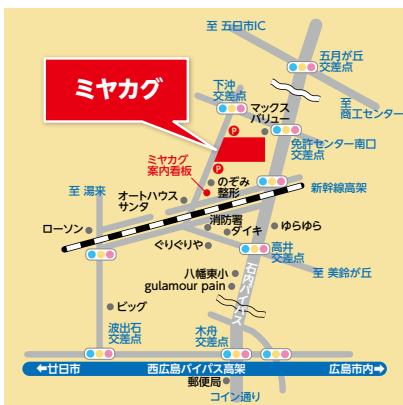 至 五日市IC
五月が丘
交差点
ミヤカグ
下沖
交差点
マックス
バリュー
至
商工センター
P
免許センター南口
交差点
P
ミヤカグ
案内看板
のぞみ
整形
新幹線高架
至 湯来
オートハウス
サンタ
ローソン
消防署
ダイキ
ゆらゆら
ぐりぐりや
高井
交差点
八幡東小
gulamour pain
石内バイパス
至 美鈴が丘
ビッグ
波出石
交差点
木舟
交差点
←廿日市
西広島バイパス高架
広島市内→
郵便局
コイン通り